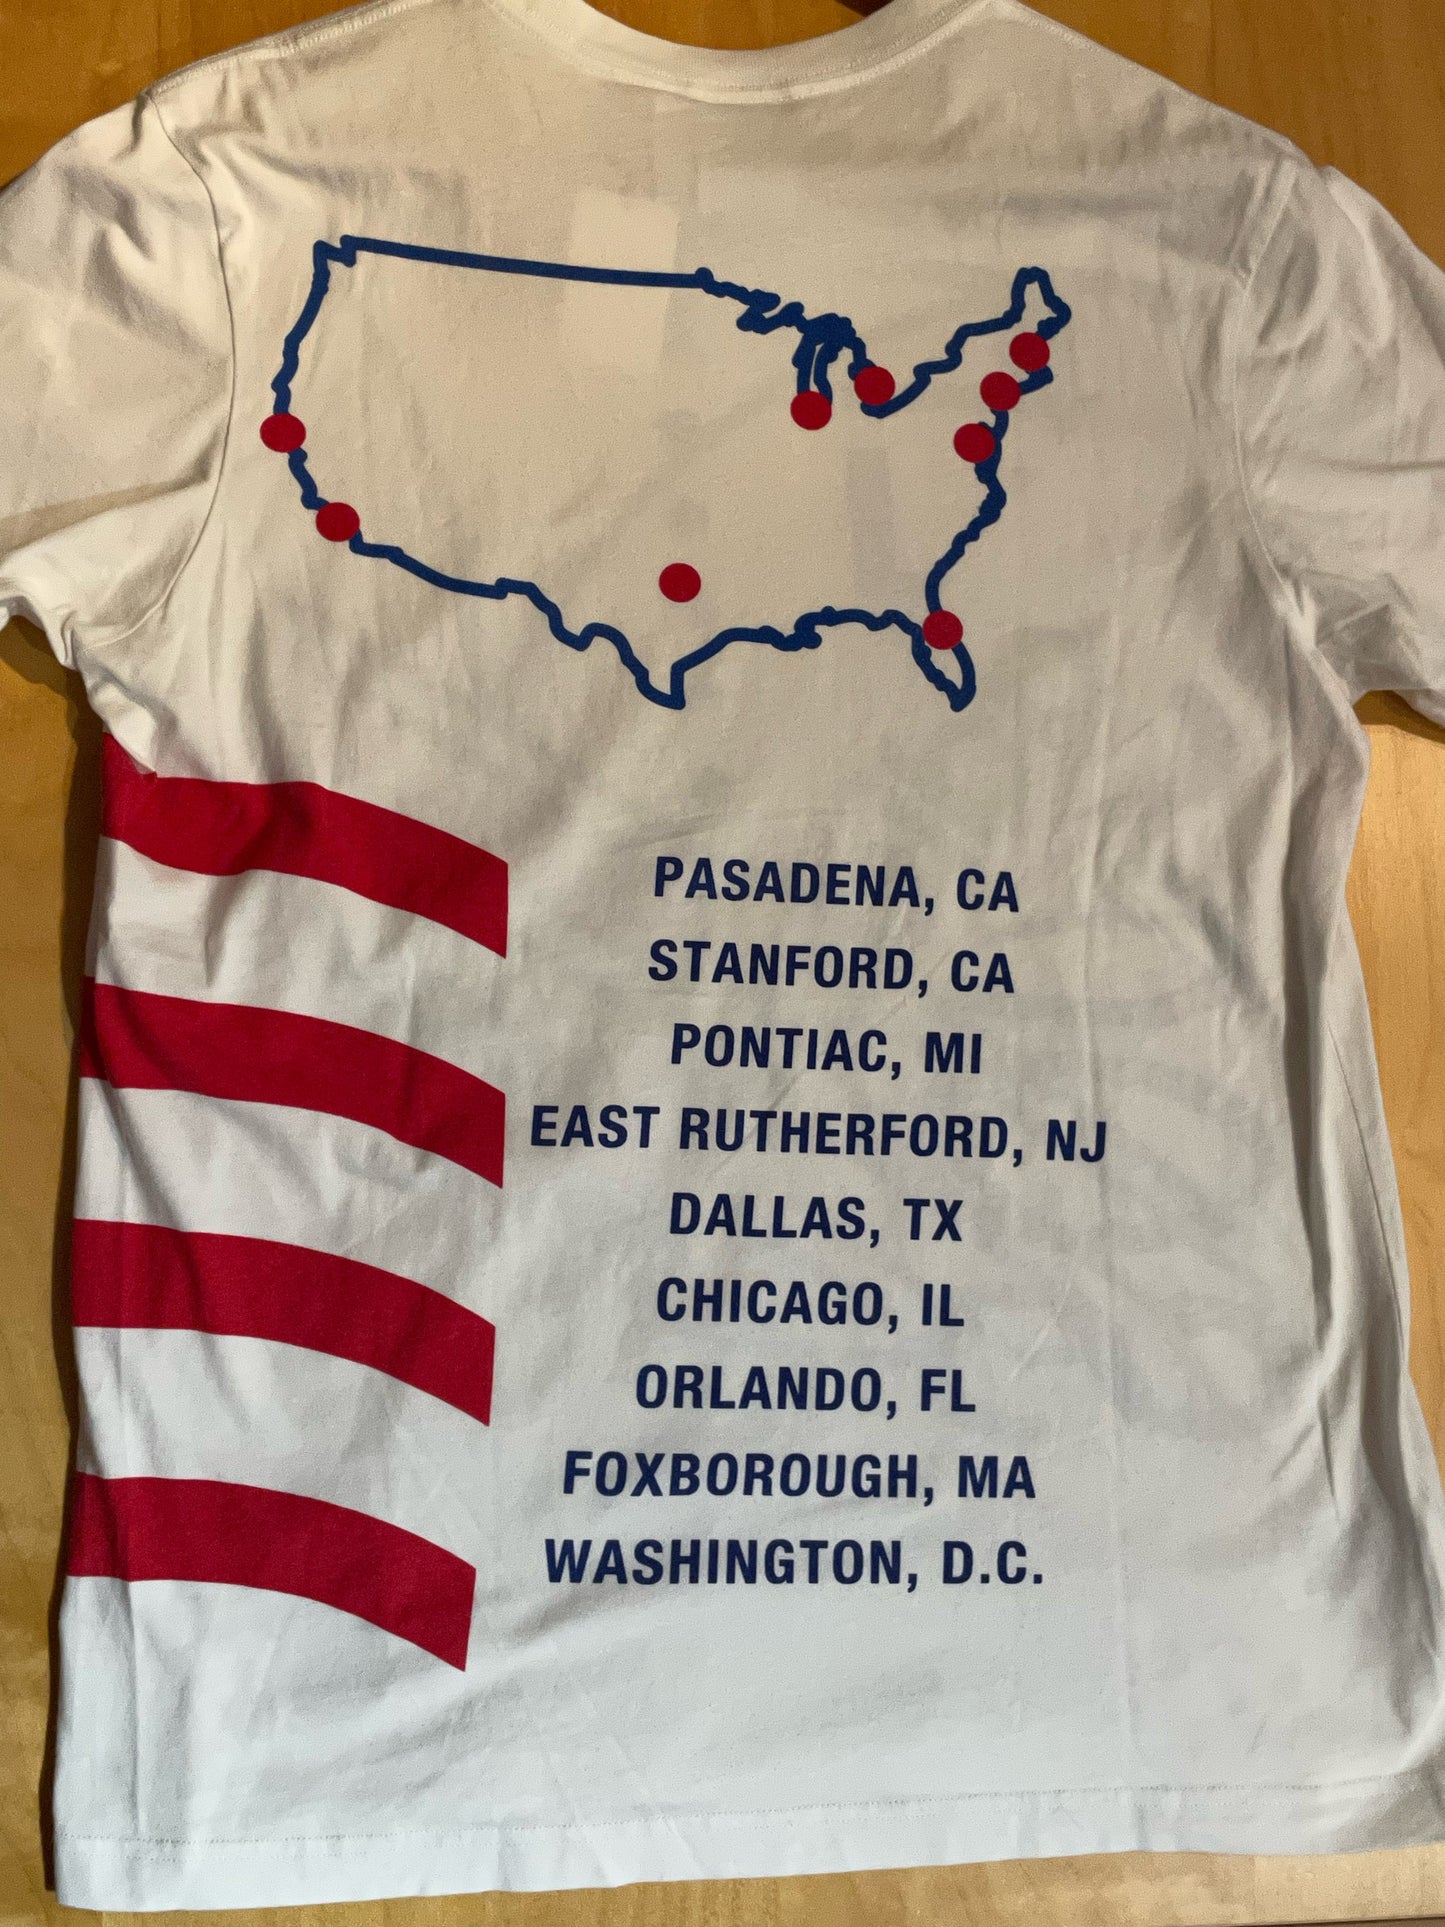 PASADENA, CA
STANFORD, CA
PONTIAC, MI
EAST RUTHERFORD, NJ
DALLAS, TX
CHICAGO, IL
ORLANDO, FL
FOXBOROUGH, MA
WASHINGTON, D.C.